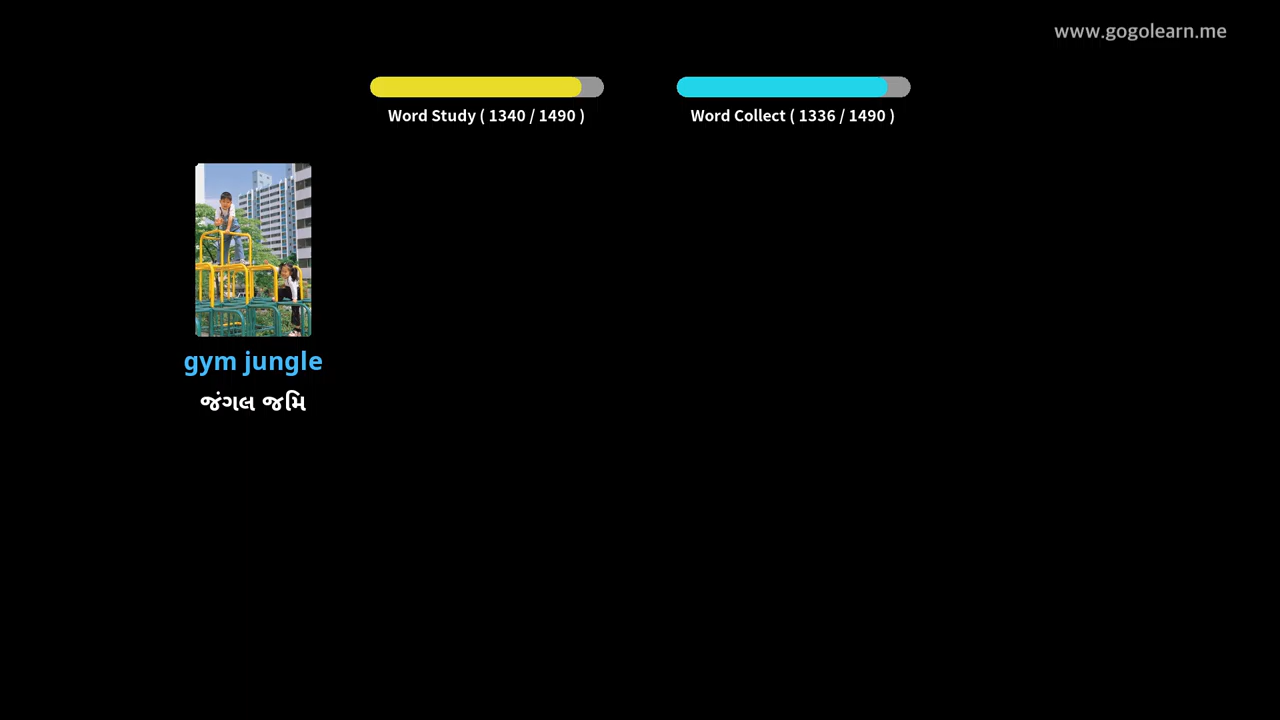 www.gogolearn.me
Word Study ( 1340 / 1490 )
Word Collect ( 1336 / 1490 )
gym jungle
જંગલ જમિ